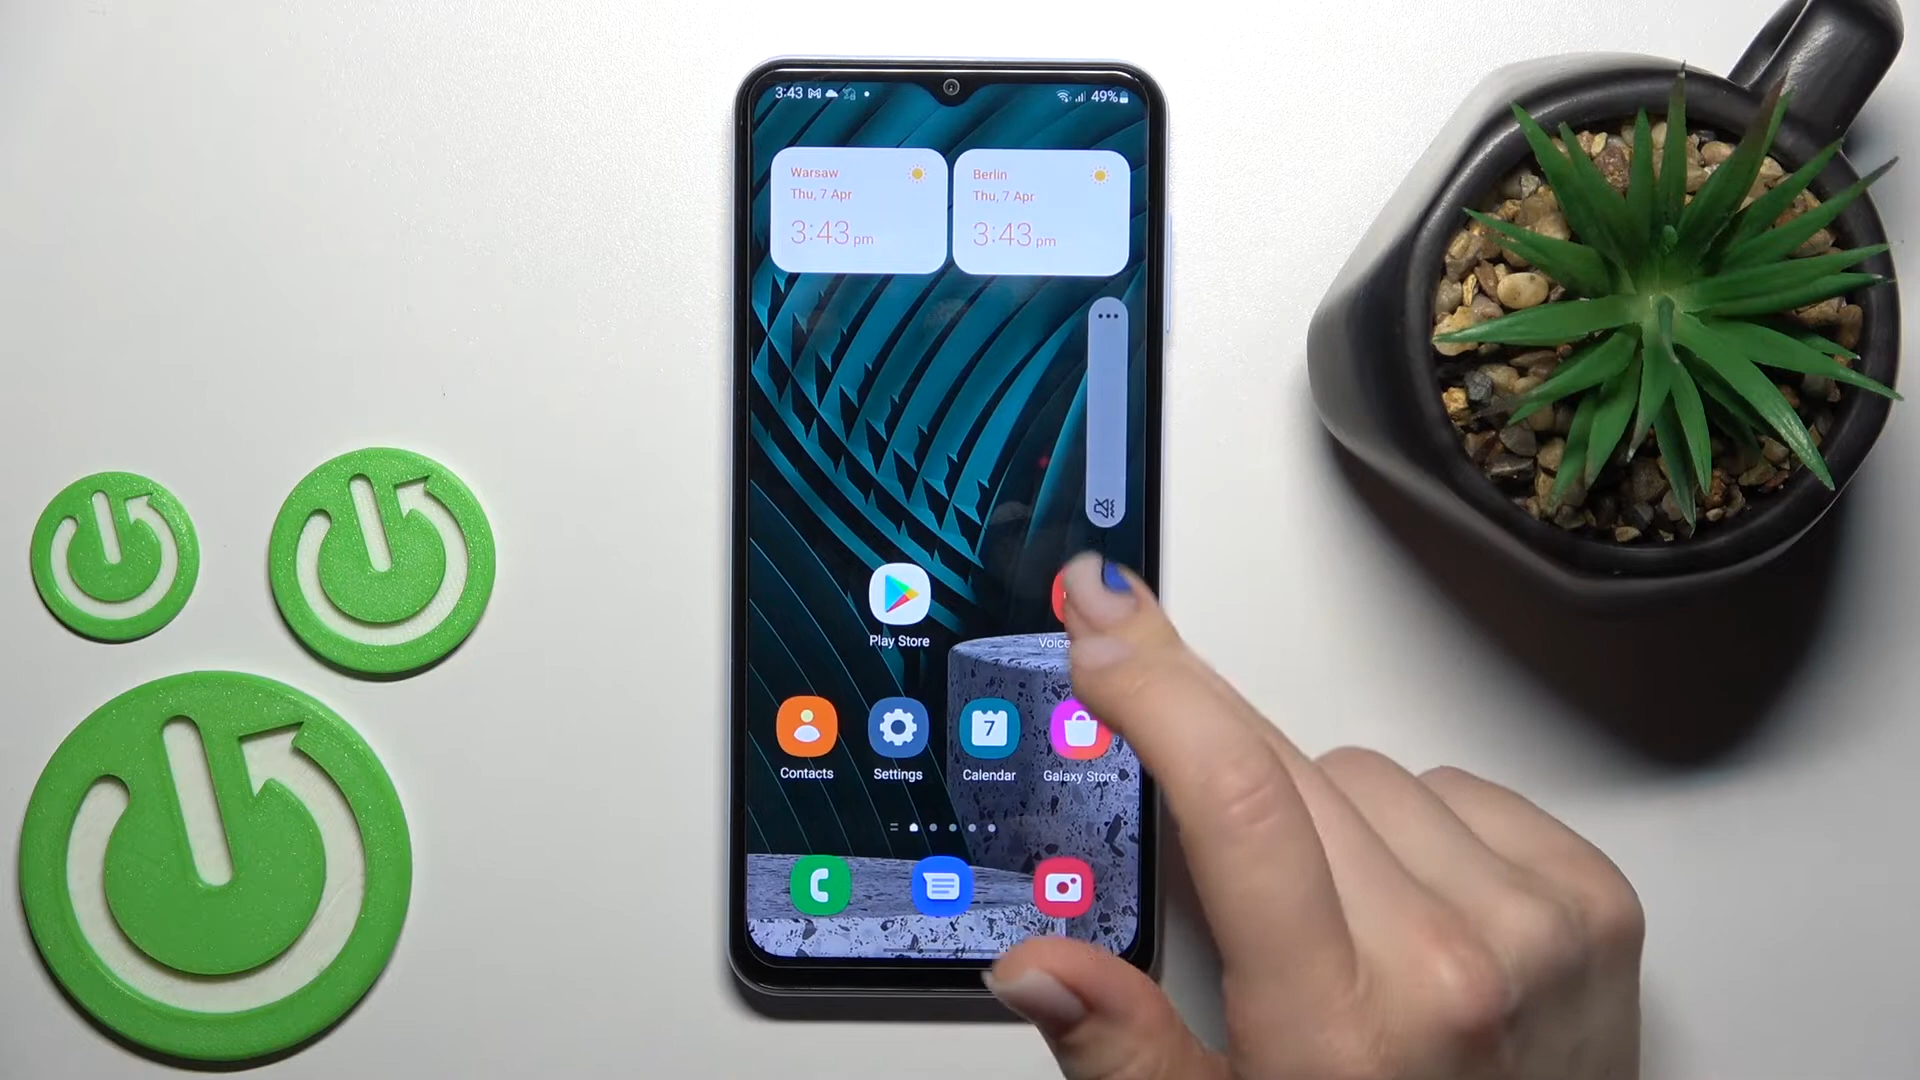 3:43
49%
Warsaw
Thu, 7 Apr
3:43 pm
Berlin
Thu, 7 Apr
3:43 pm
Play Store
Voice
Contacts
Settings
7
Calendar
Galaxy Store